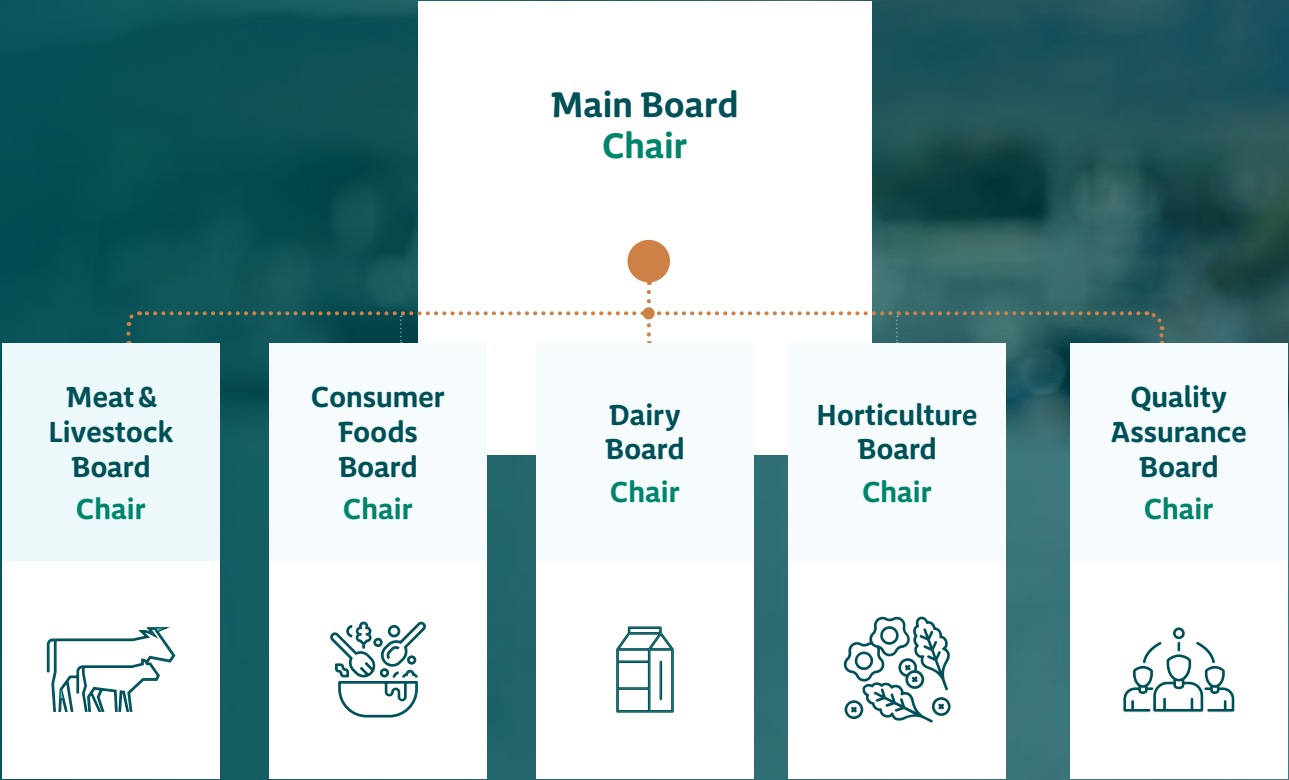 Main Board
Chair
Meat &
Livestock
Board
Chair
Consumer
Foods
Board
Chair
Dairy
Board
Chair
Horticulture
Board
Chair
Quality
Assurance
Board
Chair